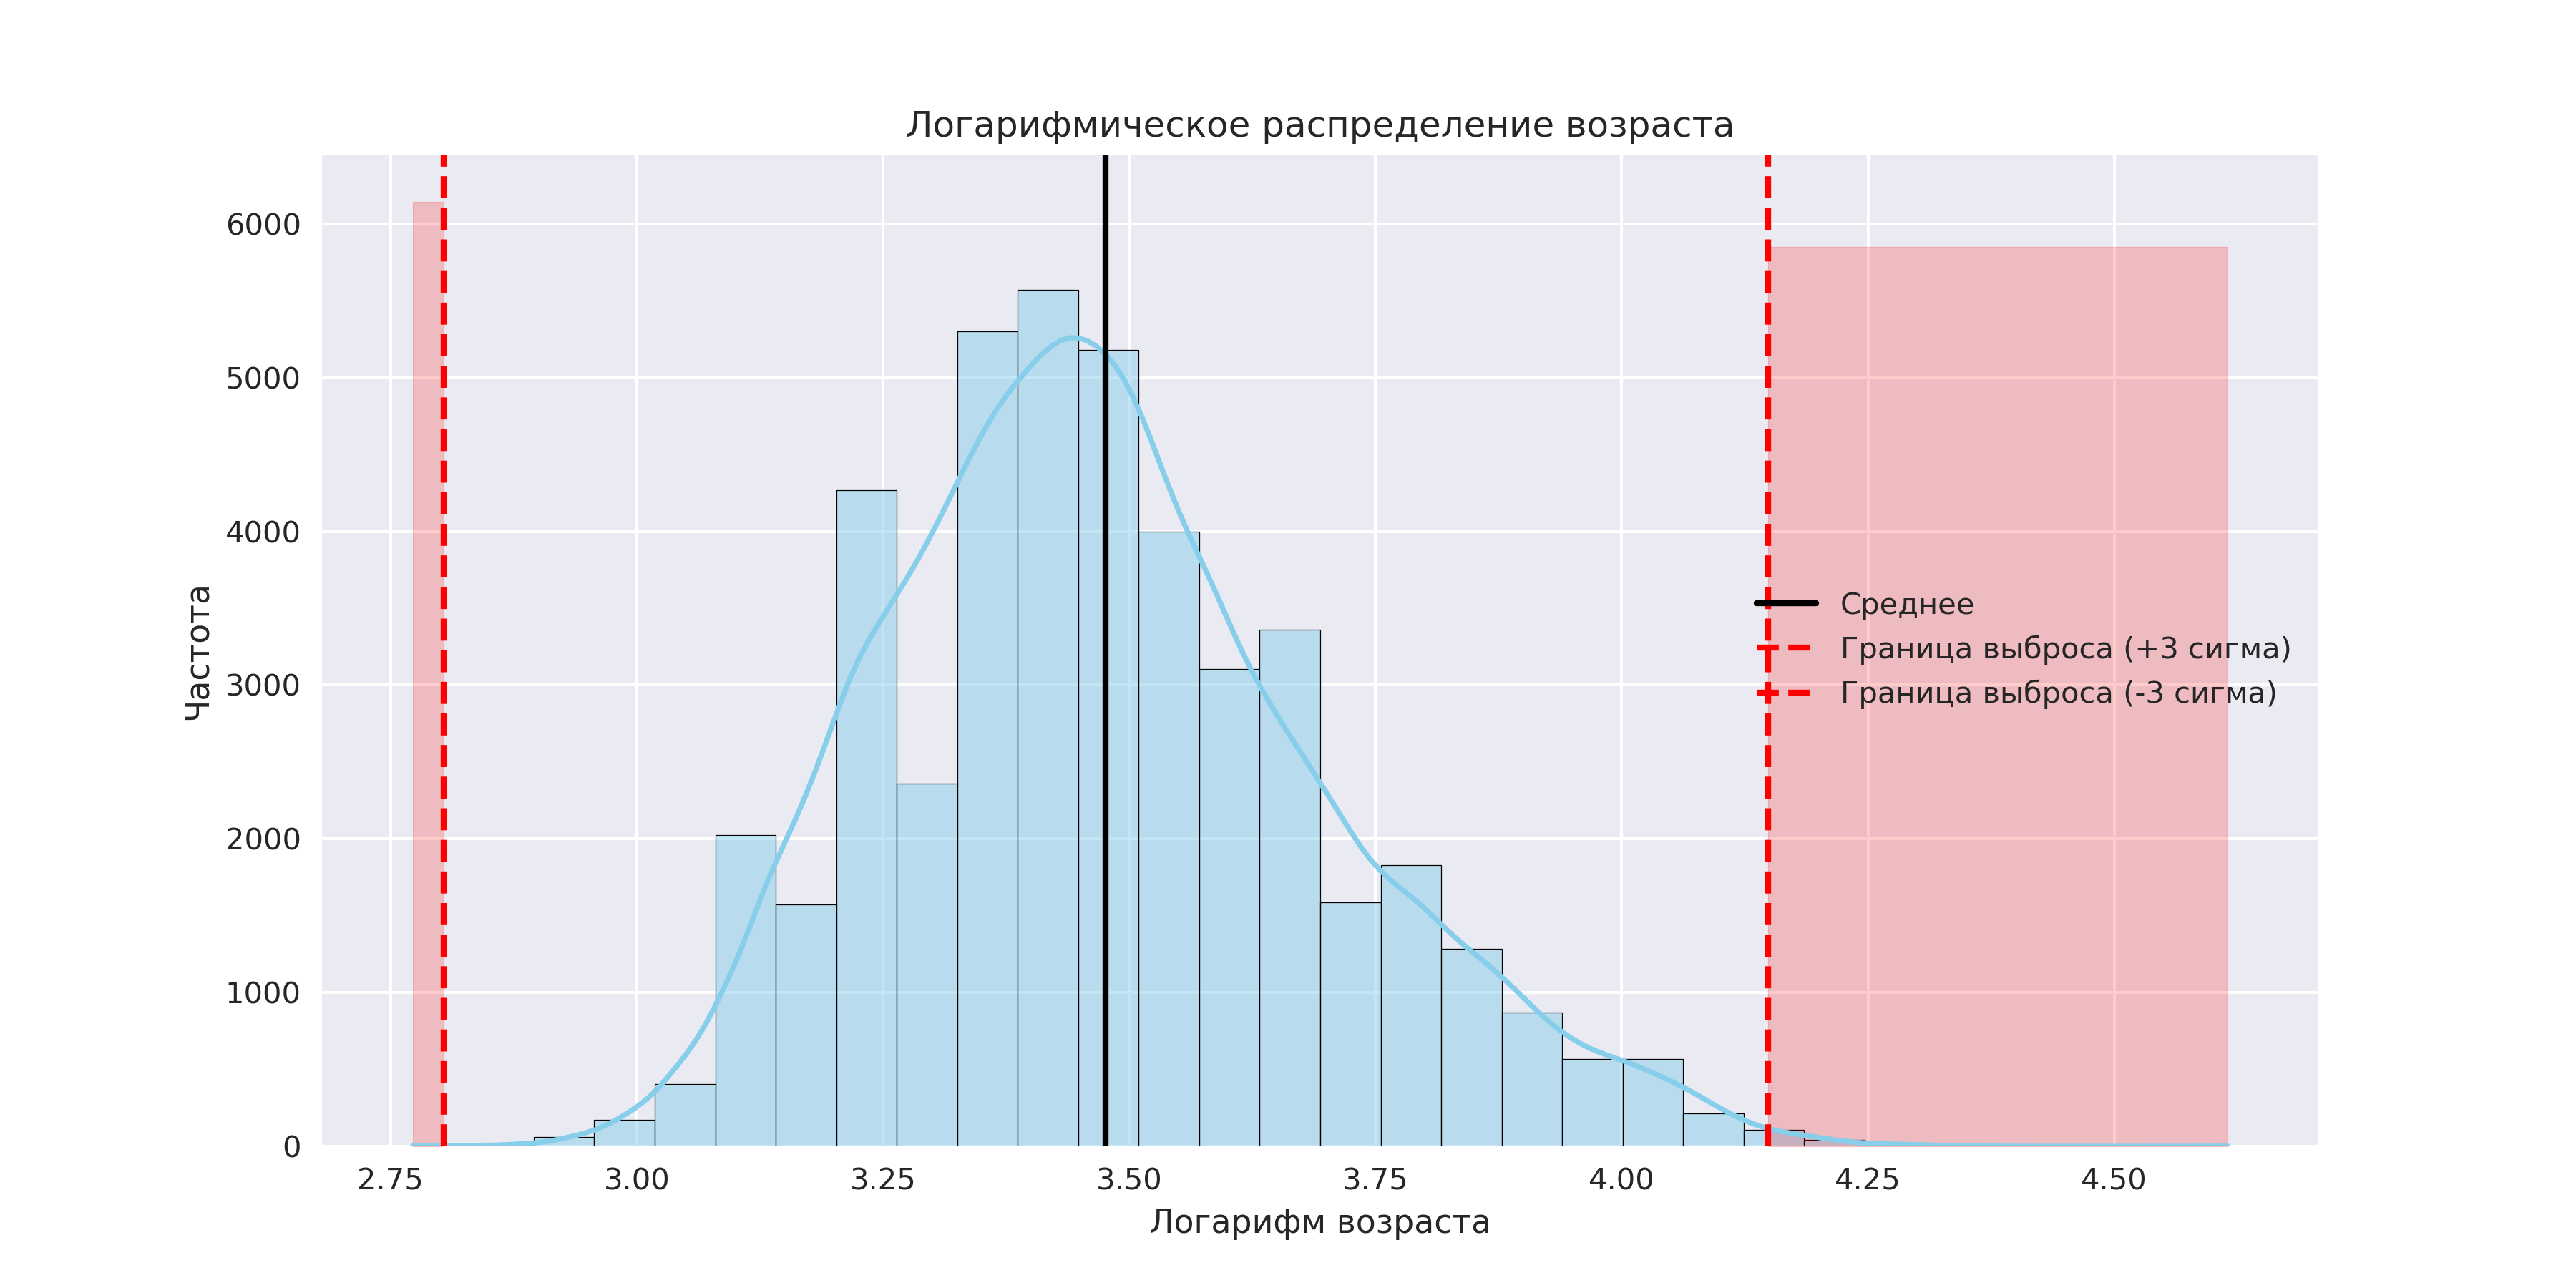 Логарифмическое распределение возраста
6000
5000
4000
3000
2000
1000
0
Частота
Среднее
Граница выброса (+3 сигма)
Граница выброса (-3 сигма)
2.75 3.00 3.25 3.50 3.75 4.00 4.25 4.50
Логарифм возраста